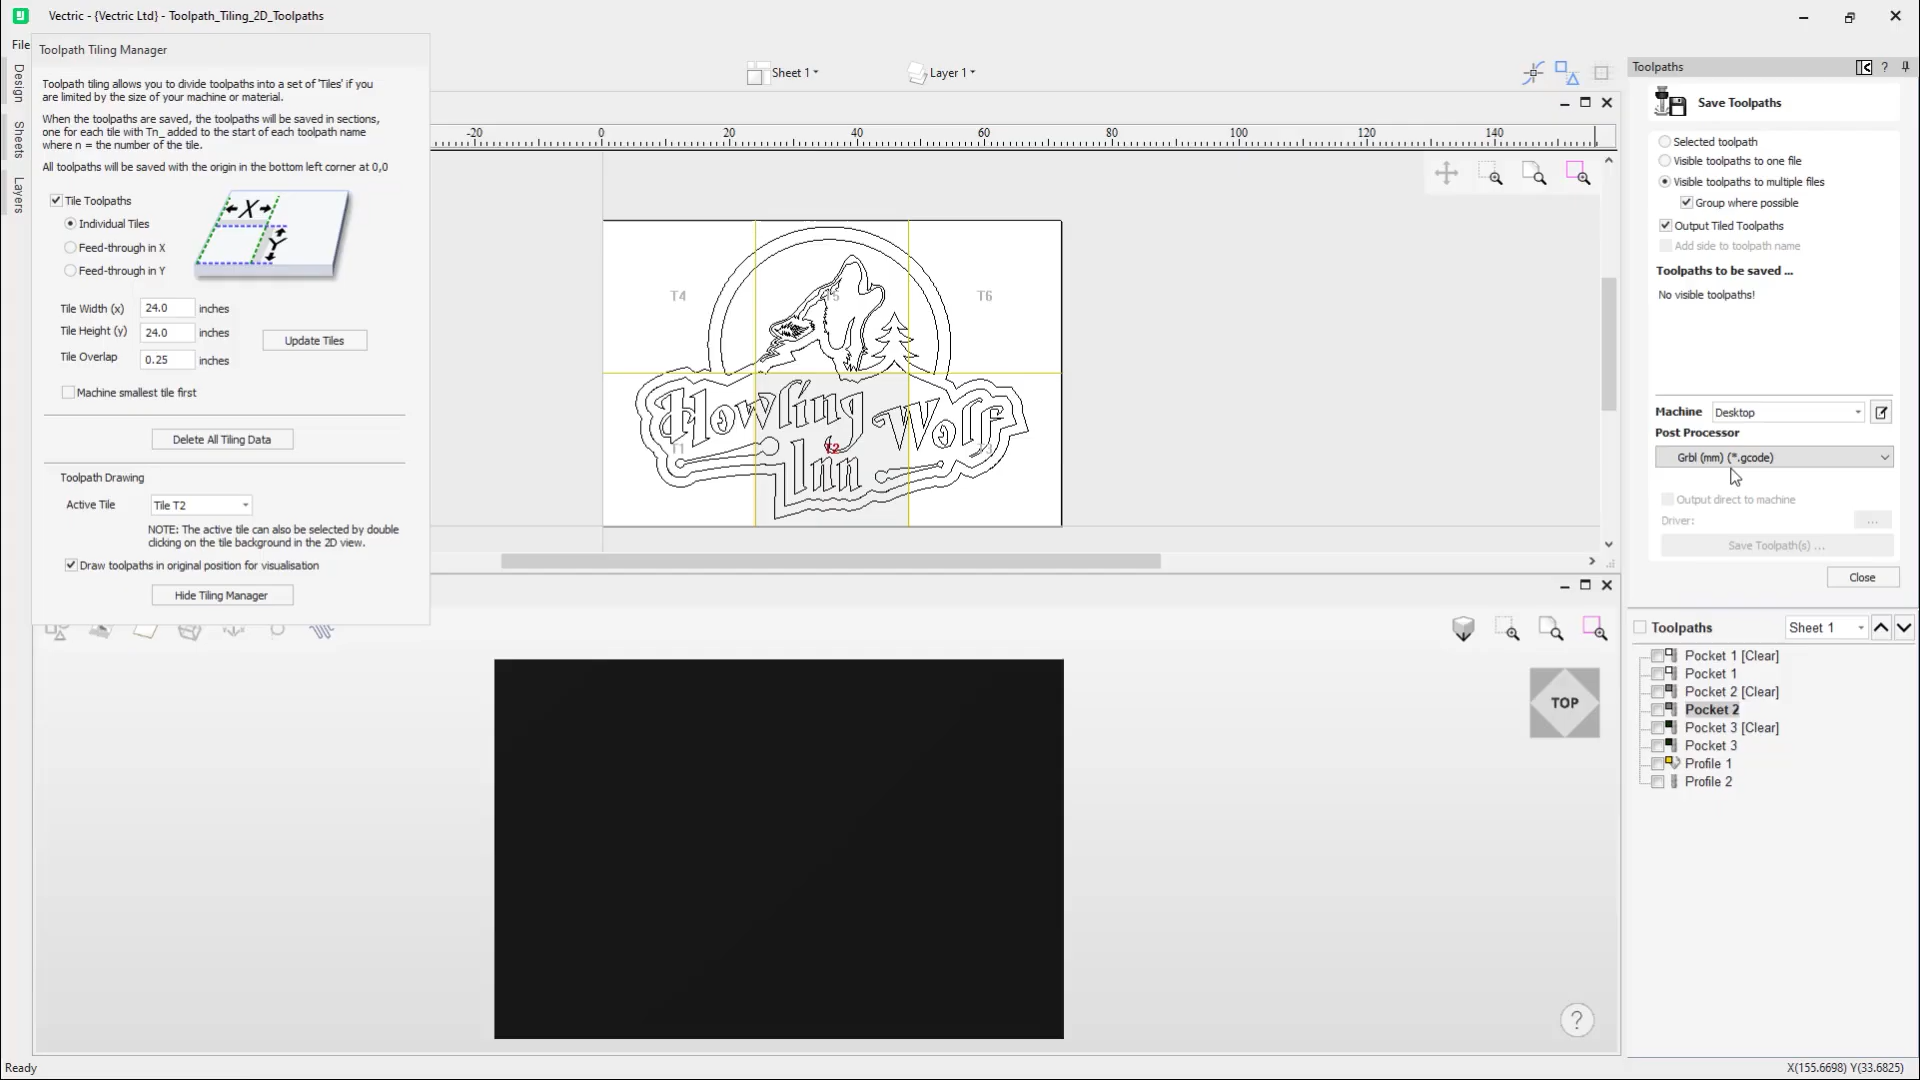 Vectric - {Vectric Ltd} - Toolpath_Tiling_2D_Toolpaths
File
Toolpath Tiling Manager
Toolpath tiling allows you to divide toolpaths into a set of 'Tiles' if you
are limited by the size of your machine or material.
When the toolpaths are saved, the toolpaths will be saved in sections,
one for each tile with Tn_ added to the start of each toolpath name
where n = the number of the tile.
All toolpaths will be saved with the origin in the bottom left corner at 0,0
Tile Toolpaths
Individual Tiles
Feed-through in X
Feed-through in Y
X
Y
Tile Width (x) 24.0 inches
Tile Height (y) 24.0 inches
Update Tiles
Tile Overlap 0.25 inches
Machine smallest tile first
Delete All Tiling Data
Toolpath Drawing
Active Tile Tile T2
NOTE: The active tile can also be selected by double
clicking on the tile background in the 2D view.
Draw toolpaths in original position for visualisation
Hide Tiling Manager
Design
Sheets
Layers
Sheet 1
Layer 1
-20 0 20 40 60 80 100 120 140
T4 T5 T6
Howling Wolf
T1 T2 T3
Inn
TOP
?
Toolpaths
?
Save Toolpaths
Selected toolpath
Visible toolpaths to one file
Visible toolpaths to multiple files
Group where possible
Output Tiled Toolpaths
Add side to toolpath name
Toolpaths to be saved ...
No visible toolpaths!
Machine Desktop
Post Processor
Grbl (mm) (*.gcode)
Output direct to machine
Driver: ...
Save Toolpath(s) ...
Close
Toolpaths Sheet 1
Pocket 1 [Clear]
Pocket 1
Pocket 2 [Clear]
Pocket 2
Pocket 3 [Clear]
Pocket 3
Profile 1
Profile 2
Ready
X(155.6698) Y(33.6825)